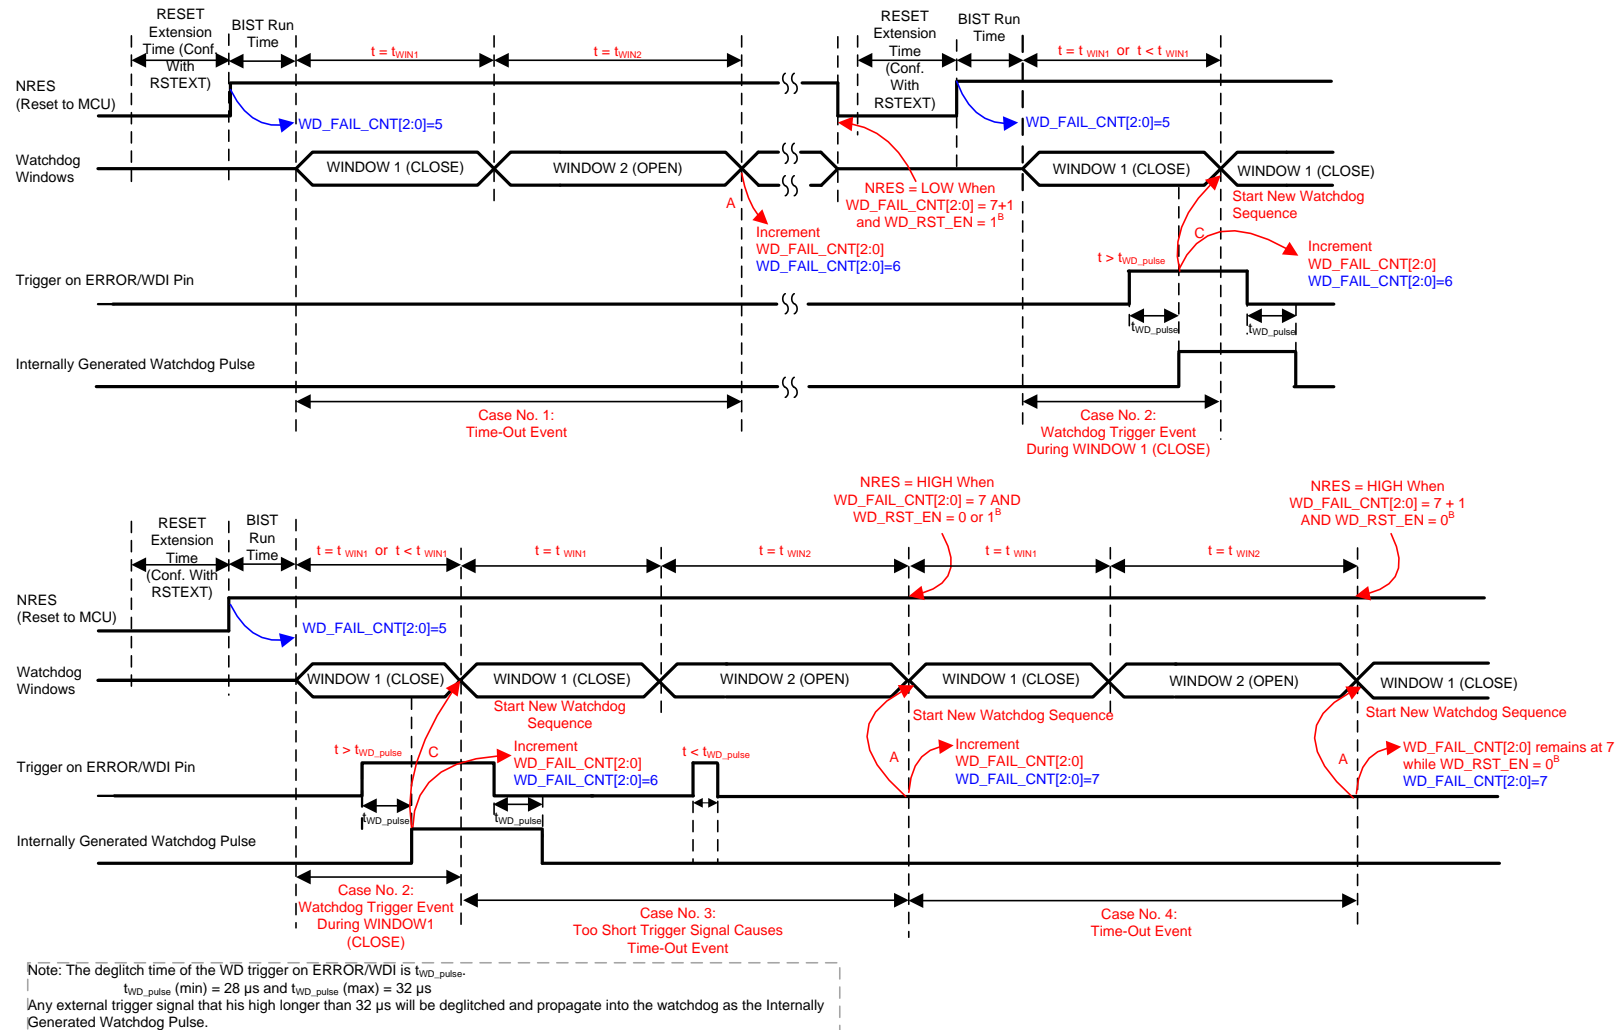 RESET
Extension
Time (Conf.
With
RSTEXT)
BIST Run
Time
t = tWIN1
t = tWIN2
RESET
Extension
Time
(Conf.
With
RSTEXT)
BIST Run
Time
t = t WIN1 or t < t WIN1
NRES
(Reset to MCU)
WD_FAIL_CNT[2:0]=5
WD_FAIL_CNT[2:0]=5
Watchdog
Windows
WINDOW 1 (CLOSE)
WINDOW 2 (OPEN)
WINDOW 1 (CLOSE)
WINDOW 1 (CLOSE)
A
Increment
WD_FAIL_CNT[2:0]
WD_FAIL_CNT[2:0]=6
NRES = LOW When
WD_FAIL_CNT[2:0] = 7+1
and WD_RST_EN = 1B
Start New Watchdog
Sequence
C
Increment
WD_FAIL_CNT[2:0]
WD_FAIL_CNT[2:0]=6
t > tWD_pulse
Trigger on ERROR/WDI Pin
tWD_pulse
tWD_pulse
Internally Generated Watchdog Pulse
Case No. 1:
Time-Out Event
Case No. 2:
Watchdog Trigger Event
During WINDOW 1 (CLOSE)
NRES = HIGH When
WD_FAIL_CNT[2:0] = 7 AND
WD_RST_EN = 0 or 1B
NRES = HIGH When
WD_FAIL_CNT[2:0] = 7 + 1
AND WD_RST_EN = 0B
RESET
Extension
Time
(Conf. With
RSTEXT)
BIST
Run
Time
t = t WIN1 or t < t WIN1
t = t WIN1
t = t WIN2
t = t WIN1
t = t WIN2
NRES
(Reset to MCU)
WD_FAIL_CNT[2:0]=5
Watchdog
Windows
WINDOW 1 (CLOSE)
WINDOW 1 (CLOSE)
WINDOW 2 (OPEN)
WINDOW 1 (CLOSE)
WINDOW 2 (OPEN)
WINDOW 1 (CLOSE)
Start New Watchdog
Sequence
Start New Watchdog Sequence
Start New Watchdog Sequence
t > tWD_pulse
C
Increment
WD_FAIL_CNT[2:0]
WD_FAIL_CNT[2:0]=6
t < tWD_pulse
A
Increment
WD_FAIL_CNT[2:0]
WD_FAIL_CNT[2:0]=7
A
WD_FAIL_CNT[2:0] remains at 7
while WD_RST_EN = 0B
WD_FAIL_CNT[2:0]=7
Trigger on ERROR/WDI Pin
tWD_pulse
tWD_pulse
Internally Generated Watchdog Pulse
Case No. 2:
Watchdog Trigger Event
During WINDOW1
(CLOSE)
Case No. 3:
Too Short Trigger Signal Causes
Time-Out Event
Case No. 4:
Time-Out Event
Note: The deglitch time of the WD trigger on ERROR/WDI is tWD_pulse.
tWD_pulse (min) = 28 µs and tWD_pulse (max) = 32 µs
Any external trigger signal that his high longer than 32 µs will be deglitched and propagate into the watchdog as the Internally
Generated Watchdog Pulse.